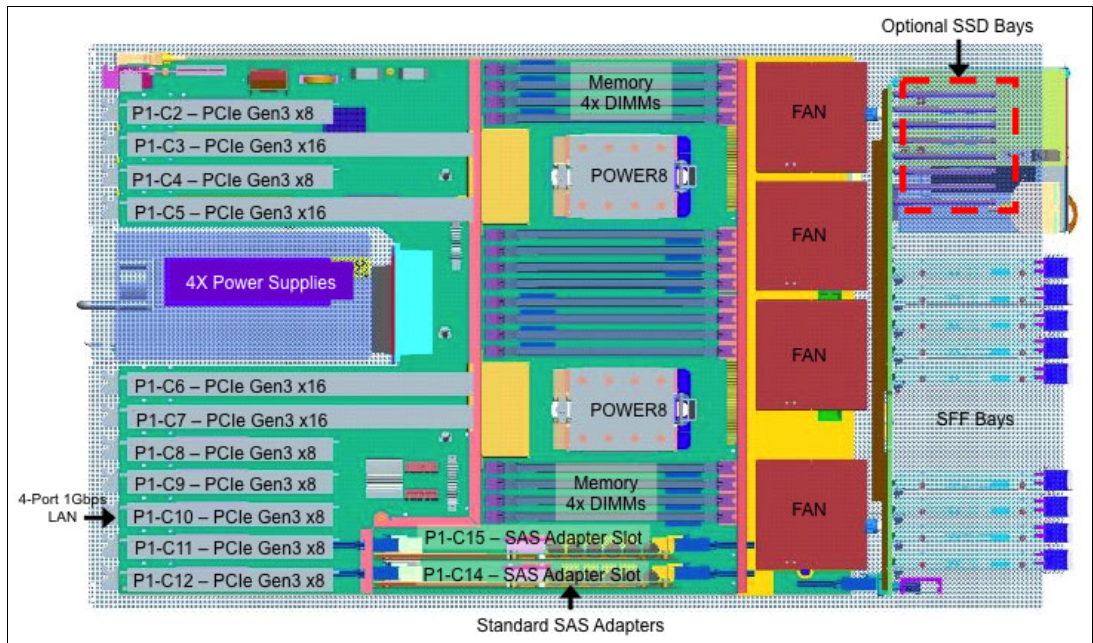 Optional SSD Bays
Memory
4x DIMMs
FAN
P1-C2 – PCIe Gen3 x8
P1-C3 – PCIe Gen3 x16
P1-C4 – PCIe Gen3 x8
POWER8
P1-C5 – PCIe Gen3 x16
FAN
4X Power Supplies
FAN
P1-C6 – PCIe Gen3 x16
P1-C7 – PCIe Gen3 x16
POWER8
SFF Bays
P1-C8 – PCIe Gen3 x8
P1-C9 – PCIe Gen3 x8
Memory
4x DIMMs
FAN
4-Port 1Gbps
LAN
P1-C10 – PCIe Gen3 x8
P1-C15 – SAS Adapter Slot
P1-C11 – PCIe Gen3 x8
P1-C14 – SAS Adapter Slot
P1-C12 – PCIe Gen3 x8
Standard SAS Adapters